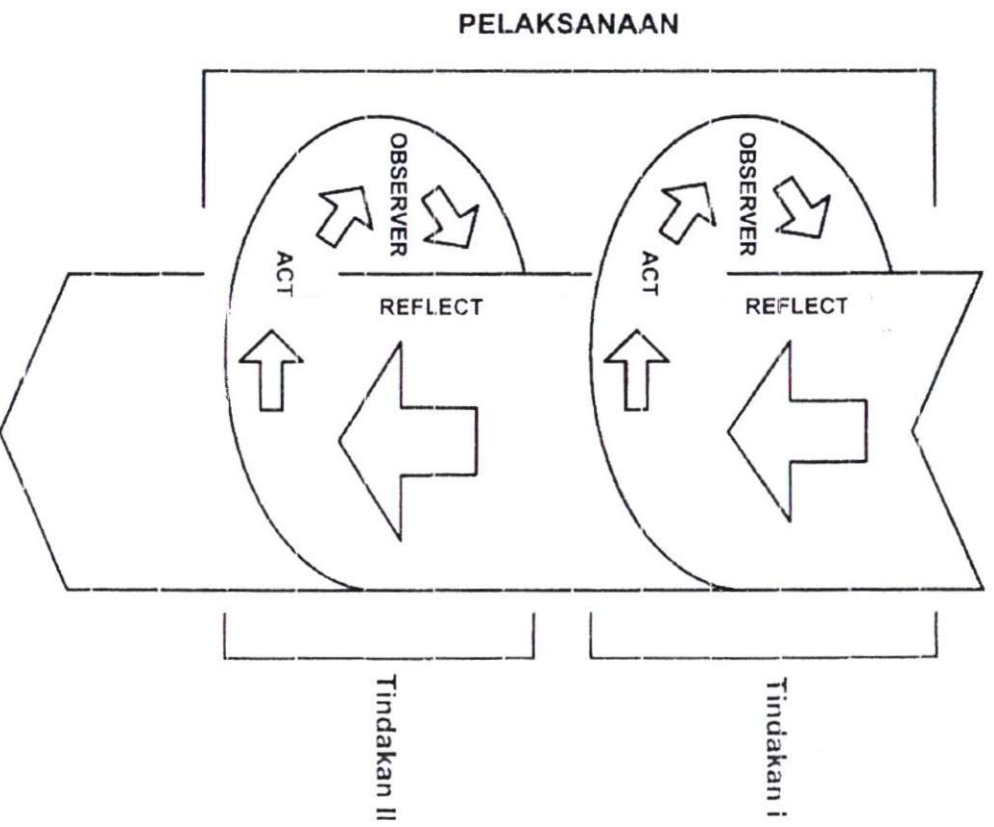 PELAKSANAAN
OBSERVER
OBSERVER
ACT
ACT
REFLECT
REFLECT
Tindakan II
Tindakan i